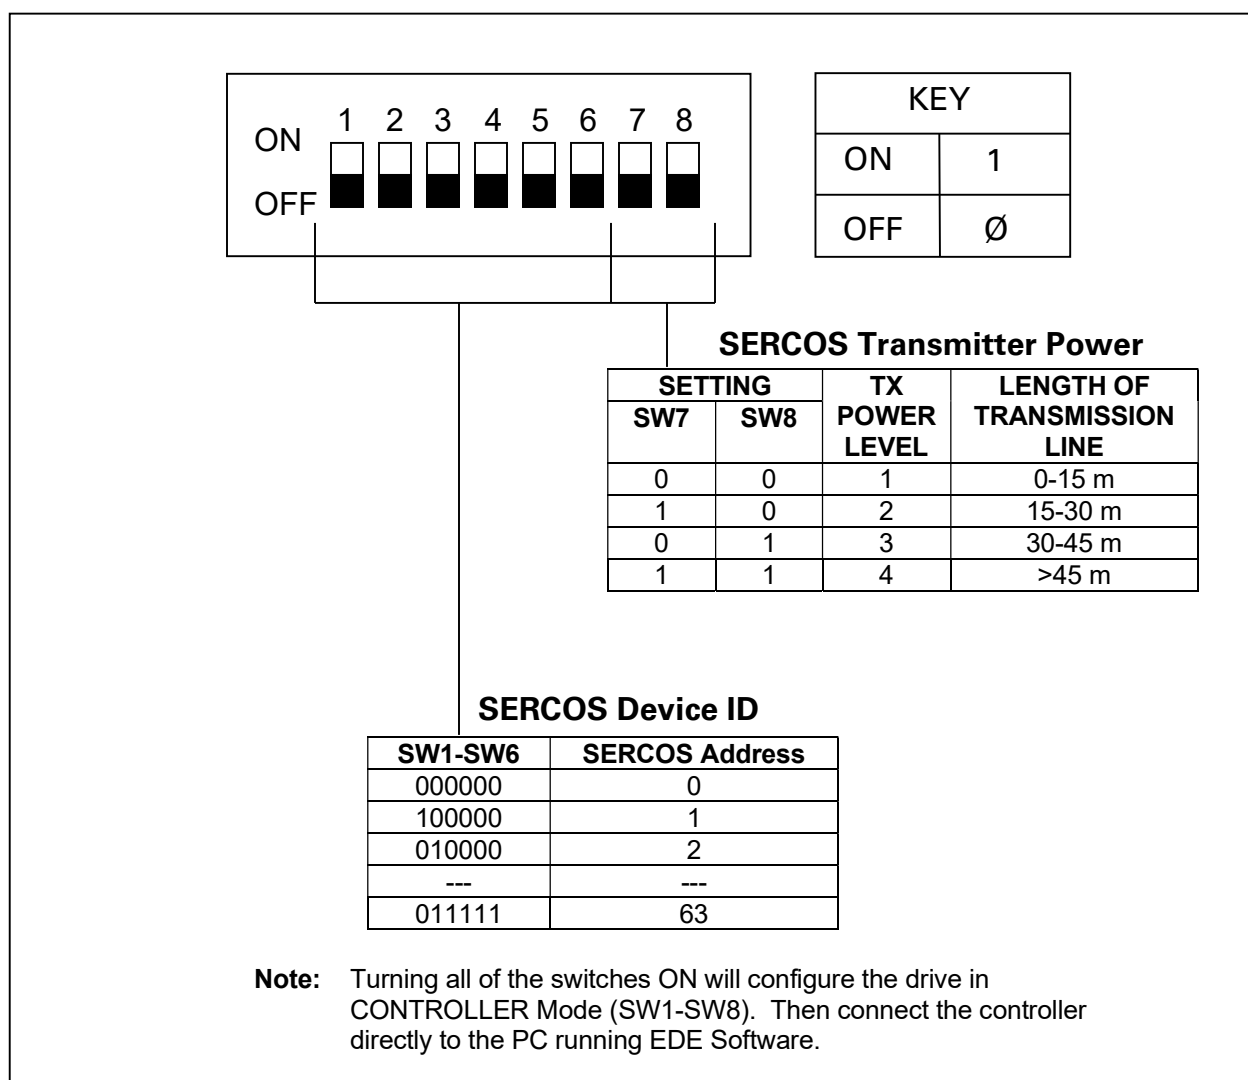 1 2 3 4 5 6 7 8
ON
OFF
KEY
ON 1
OFF Ø
SERCOS Transmitter Power
SETTING TX POWER LEVEL LENGTH OF TRANSMISSION LINE
SW7 SW8
0 0 1 0-15 m
1 0 2 15-30 m
0 1 3 30-45 m
1 1 4 >45 m
SERCOS Device ID
SW1-SW6 SERCOS Address
000000 0
100000 1
010000 2
--- ---
011111 63
Note: Turning all of the switches ON will configure the drive in
CONTROLLER Mode (SW1-SW8). Then connect the controller
directly to the PC running EDE Software.